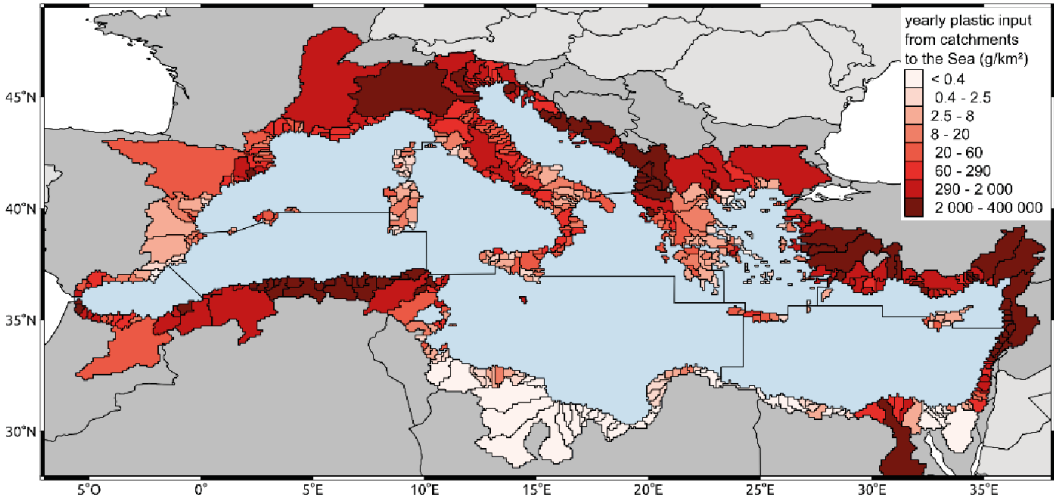 yearly plastic input
from catchments
to the Sea (g/km²)
< 0.4
0.4 - 2.5
2.5 - 8
8 - 20
20 - 60
60 - 290
290 - 2 000
2 000 - 400 000
45°N
40°N
35°N
30°N
5°O
0°
5°E
10°E
15°E
20°E
25°E
30°E
35°E